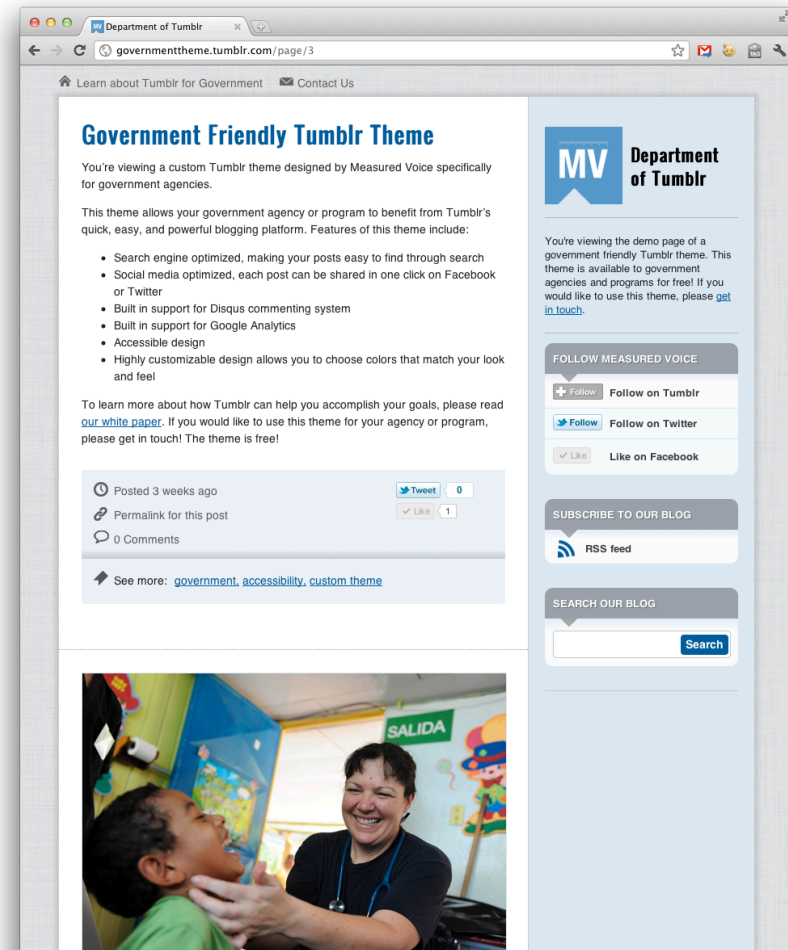 Department of Tumblr
governmenttheme.tumblr.com/page/3
Learn about Tumblr for Government Contact Us
Government Friendly Tumblr Theme
You're viewing a custom Tumblr theme designed by Measured Voice specifically
for government agencies.
This theme allows your government agency or program to benefit from Tumblr's
quick, easy, and powerful blogging platform. Features of this theme include:
• Search engine optimized, making your posts easy to find through search
• Social media optimized, each post can be shared in one click on Facebook
or Twitter
• Built in support for Disqus commenting system
• Built in support for Google Analytics
• Accessible design
• Highly customizable design allows you to choose colors that match your look
and feel
To learn more about how Tumblr can help you accomplish your goals, please read
our white paper. If you would like to use this theme for your agency or program,
please get in touch! The theme is free!
Posted 3 weeks ago
Tweet 0
Permalink for this post
Like 1
0 Comments
See more: government, accessibility, custom theme
SALIDA
MV
Department
of Tumblr
You're viewing the demo page of a
government friendly Tumblr theme. This
theme is available to government
agencies and programs for free! If you
would like to use this theme, please get
in touch.
FOLLOW MEASURED VOICE
Follow Follow on Tumblr
Follow Follow on Twitter
Like Like on Facebook
SUBSCRIBE TO OUR BLOG
RSS feed
SEARCH OUR BLOG
Search